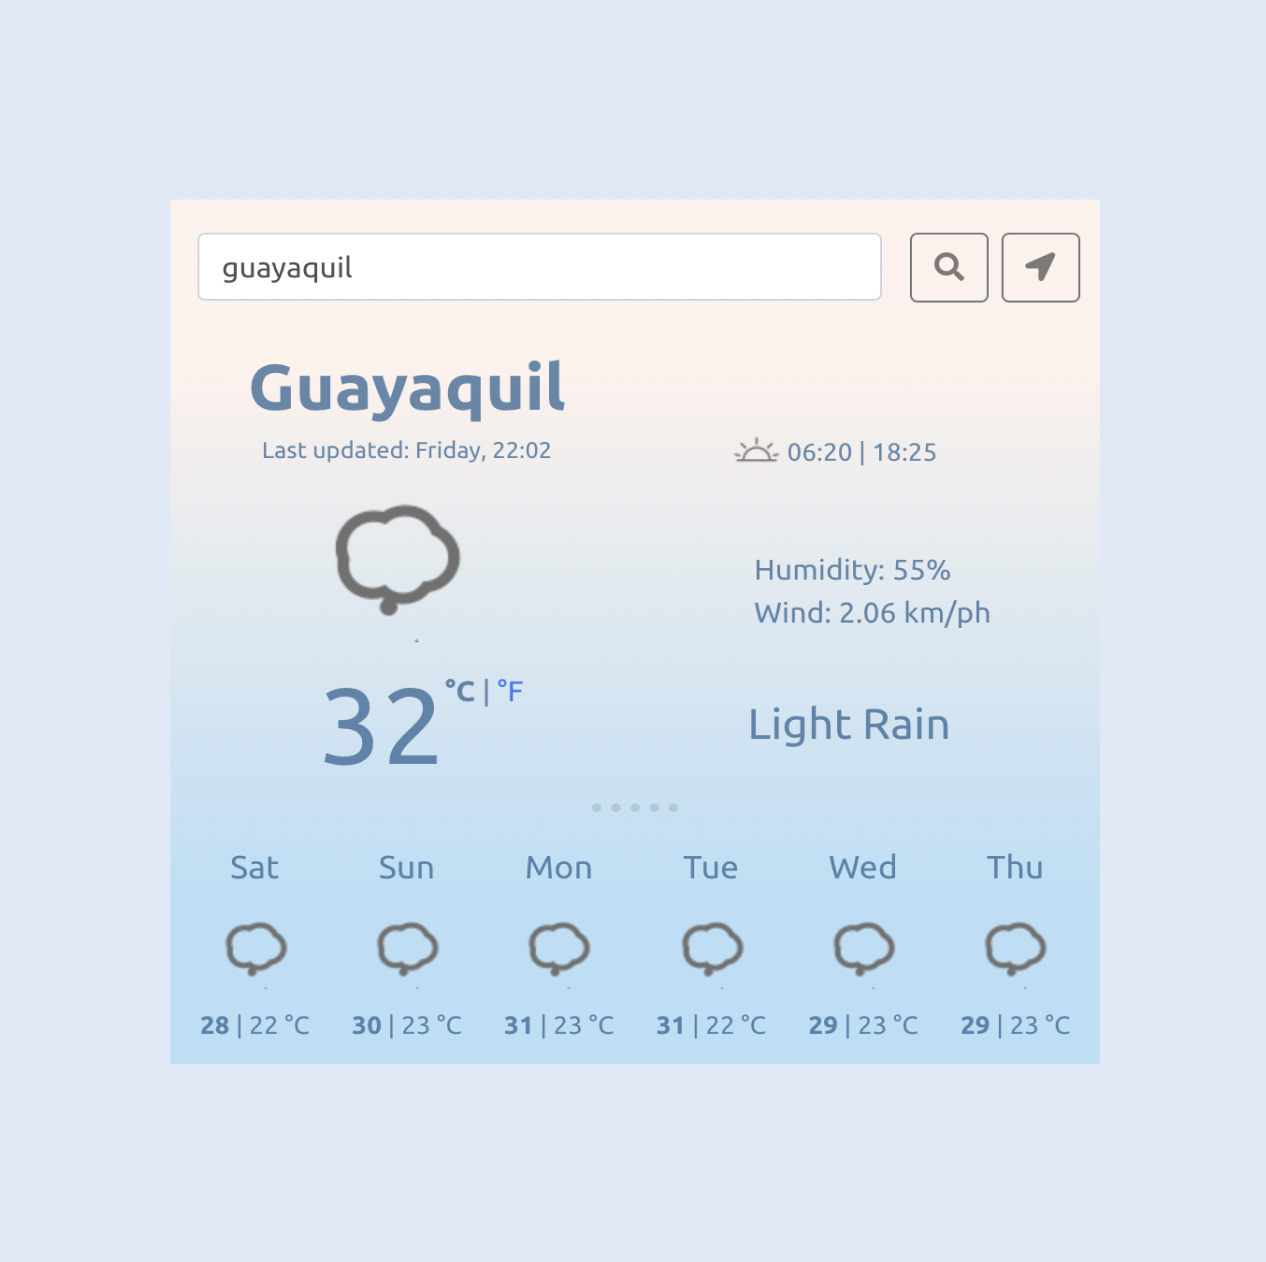 guayaquil
Guayaquil
Last updated: Friday, 22:02
06:20 | 18:25
Humidity: 55%
Wind: 2.06 km/ph
32 °C | °F
Light Rain
Sat Sun Mon Tue Wed Thu
28 | 22 °C 30 | 23 °C 31 | 23 °C 31 | 22 °C 29 | 23 °C 29 | 23 °C